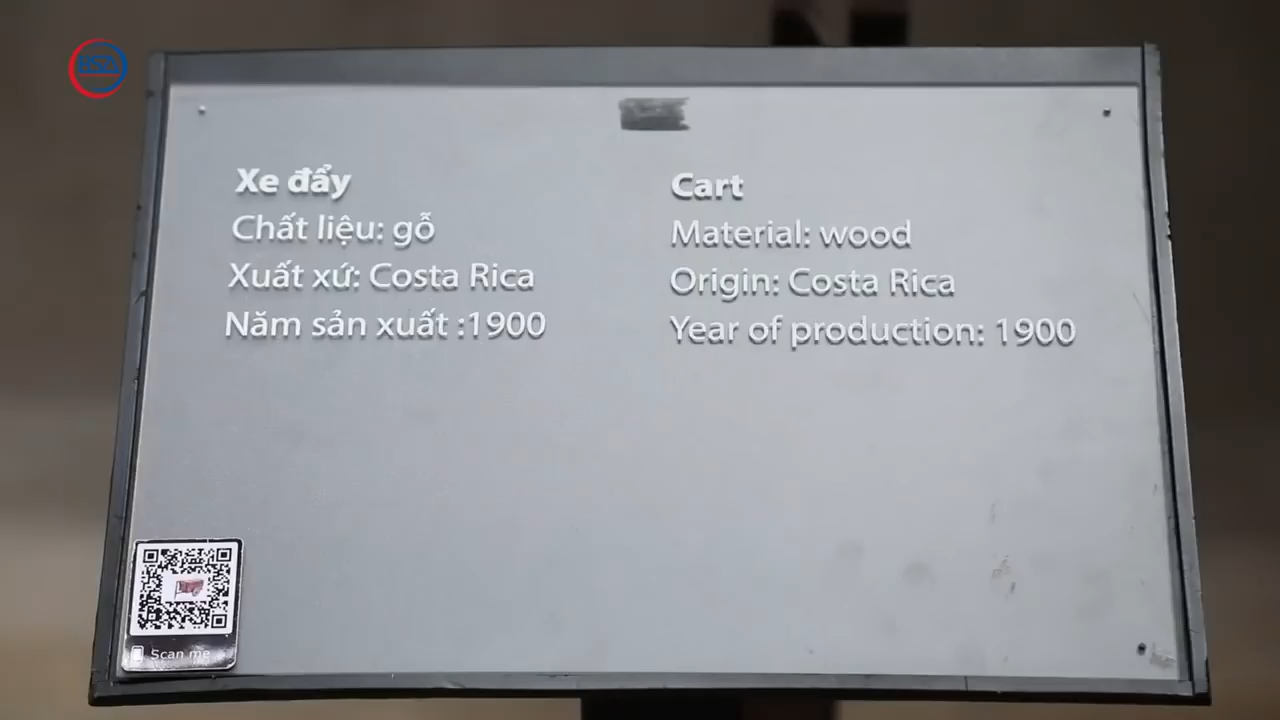 Xe đẩy
Chất liệu: gỗ
Xuất xứ: Costa Rica
Năm sản xuất :1900
Cart
Material: wood
Origin: Costa Rica
Year of production: 1900
Scan me